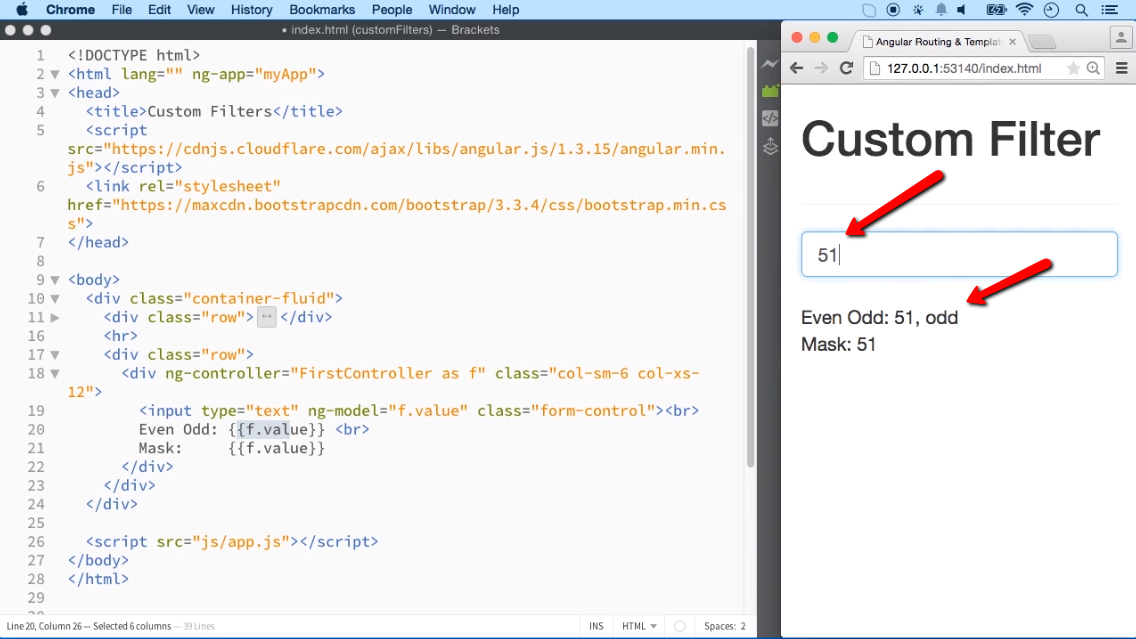 Chrome File Edit View History Bookmarks People Window Help
• index.html (customFilters) — Brackets
1 <!DOCTYPE html>
2 <html lang="" ng-app="myApp">
3 <head>
4 <title>Custom Filters</title>
5 <script
src="https://cdnjs.cloudflare.com/ajax/libs/angular.js/1.3.15/angular.min.
js"></script>
6 <link rel="stylesheet"
href="https://maxcdn.bootstrapcdn.com/bootstrap/3.3.4/css/bootstrap.min.cs
s">
7 </head>
8
9 <body>
10 <div class="container-fluid">
11 <div class="row"> </div>
16 <hr>
17 <div class="row">
18 <div ng-controller="FirstController as f" class="col-sm-6 col-xs-
12">
19 <input type="text" ng-model="f.value" class="form-control"><br>
20 Even Odd: {{f.value}} <br>
21 Mask: {{f.value}}
22 </div>
23 </div>
24 </div>
25
26 <script src="js/app.js"></script>
27 </body>
28 </html>
29
Line 20, Column 26 — Selected 6 columns — 39 Lines
INS HTML Spaces: 2
Angular Routing & Templat
127.0.0.1:53140/index.html
Custom Filter
51
Even Odd: 51, odd
Mask: 51